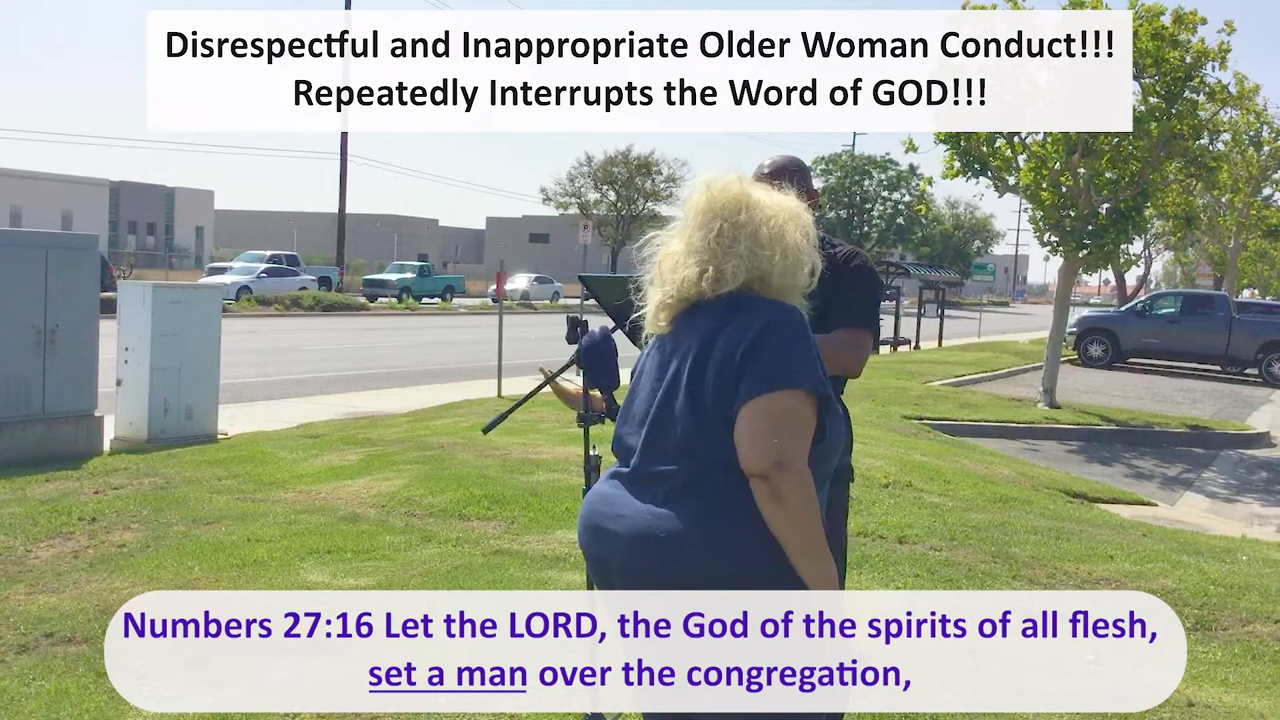 Disrespectful and Inappropriate Older Woman Conduct!!!
Repeatedly Interrupts the Word of GOD!!!
Numbers 27:16 Let the LORD, the God of the spirits of all flesh,
set a man over the congregation,